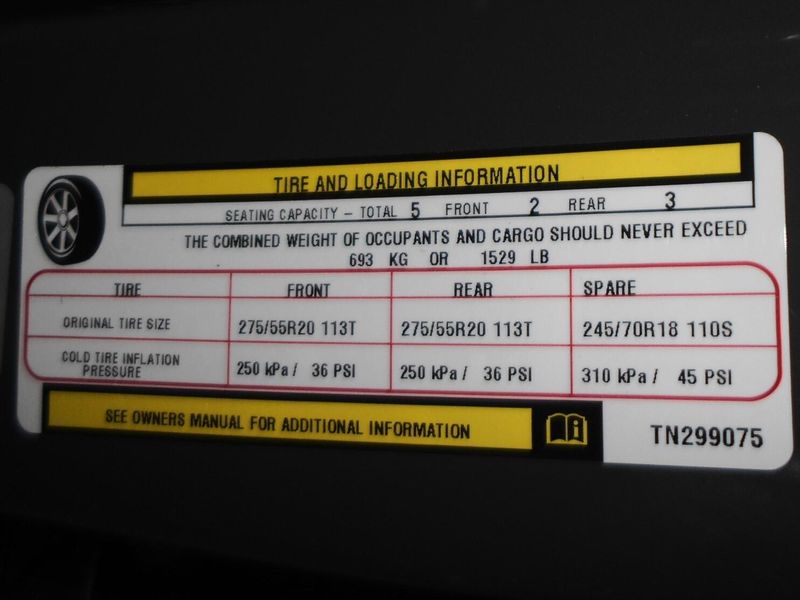 TIRE AND LOADING INFORMATION
SEATING CAPACITY – TOTAL 5 FRONT 2 REAR 3
THE COMBINED WEIGHT OF OCCUPANTS AND CARGO SHOULD NEVER EXCEED
693 KG OR 1529 LB
TIRE FRONT REAR SPARE
ORIGINAL TIRE SIZE 275/55R20 113T 275/55R20 113T 245/70R18 110S
COLD TIRE INFLATION
PRESSURE 250 kPa / 36 PSI 250 kPa / 36 PSI 310 kPa / 45 PSI
SEE OWNERS MANUAL FOR ADDITIONAL INFORMATION
TN299075